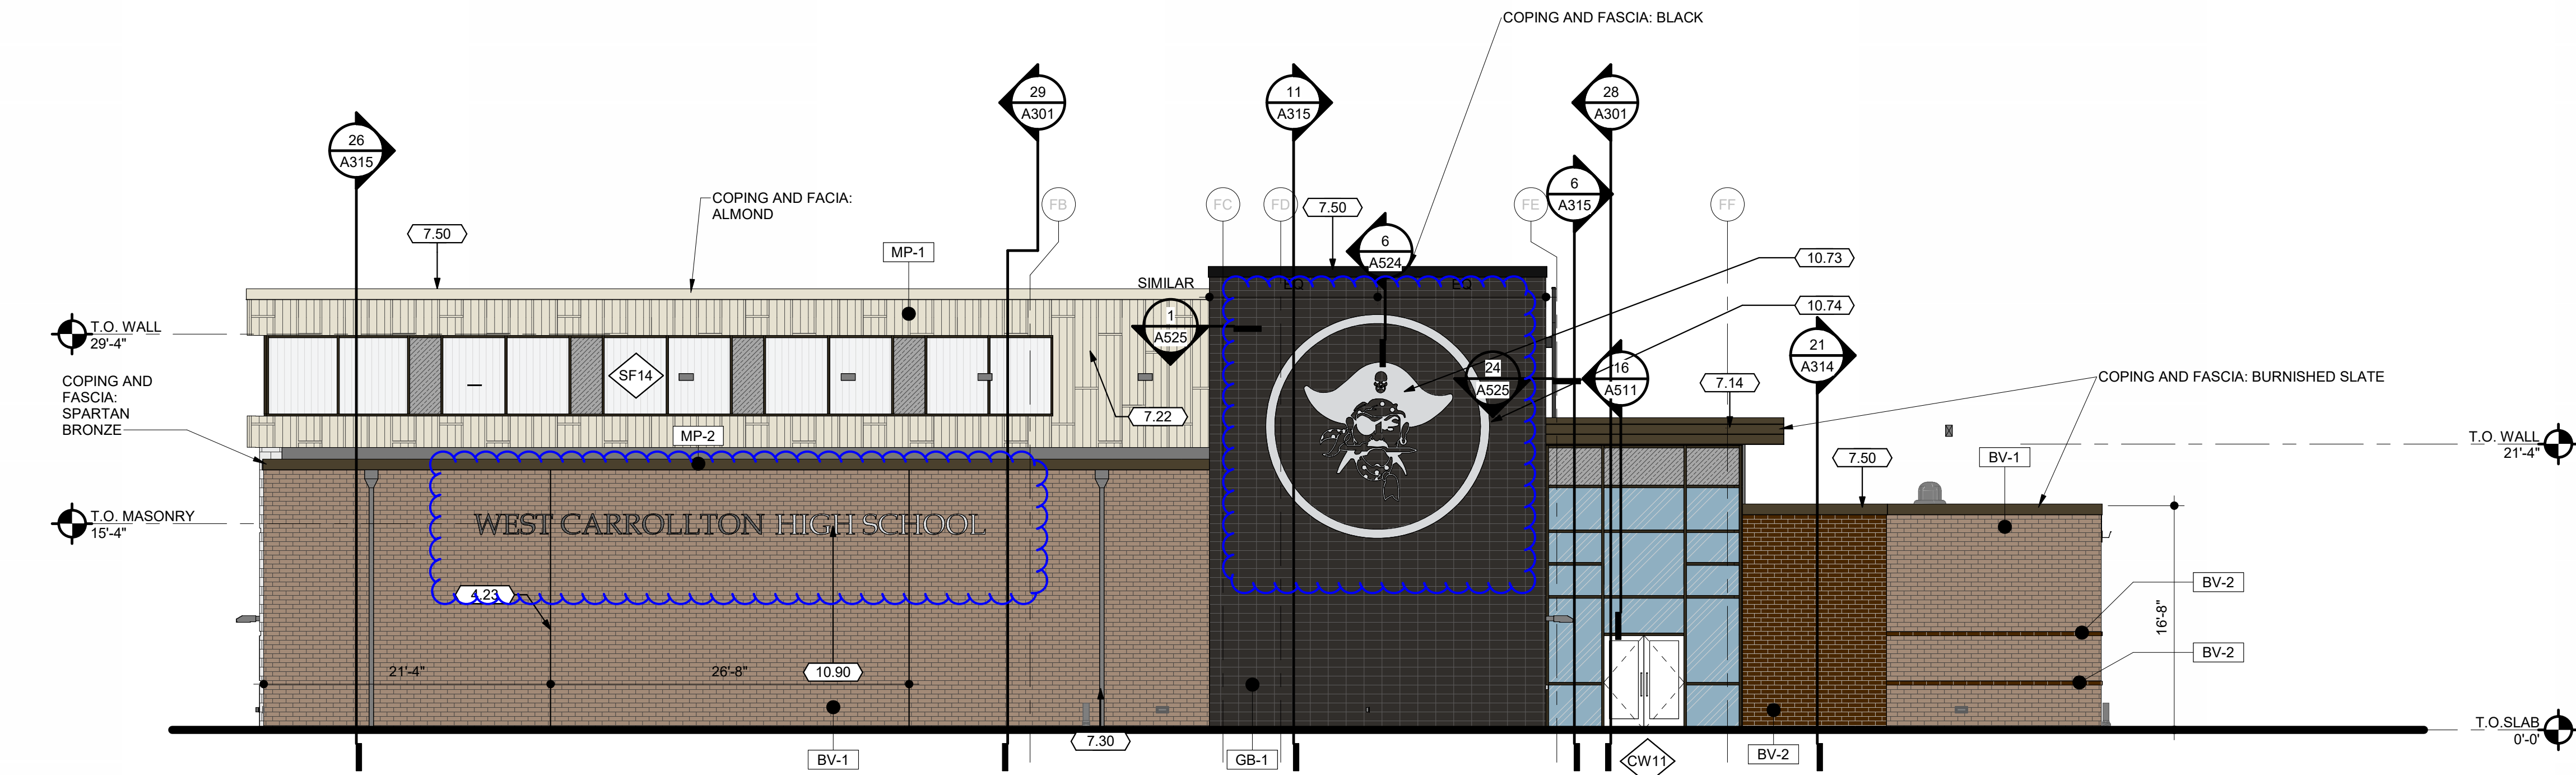 COPING AND FASCIA: BLACK
29
A301
11
A315
28
A301
26
A315
6
A315
COPING AND FACIA:
ALMOND
FB
FC
FD
7.50
FE
FF
7.50
6
A524
MP-1
10.73
SIMILAR
EQ
EQ
10.74
1
A525
T.O. WALL
29'-4"
21
A314
SF14
24
A525
16
A511
COPING AND
FASCIA:
SPARTAN
BRONZE
7.14
COPING AND FASCIA: BURNISHED SLATE
7.22
MP-2
T.O. WALL
21'-4"
7.50
BV-1
T.O. MASONRY
15'-4"
WEST CARROLLTON HIGH SCHOOL
4.23
BV-2
16'-8"
BV-2
21'-4"
26'-8"
10.90
T.O.SLAB
0'-0'
7.30
BV-1
GB-1
CW11
BV-2